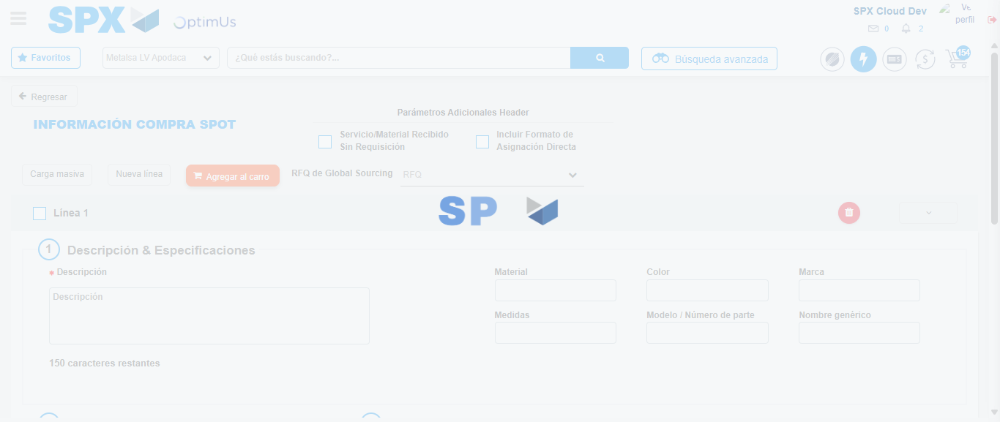 SPX OptimUs
SPX Cloud Dev
Ve
perfil
0 2
Favoritos Metalsa LV Apodaca ¿Qué estás buscando?... Búsqueda avanzada $ 154
Regresar
Parámetros Adicionales Header
INFORMACIÓN COMPRA SPOT
Servicio/Material Recibido Sin Requisición
Incluir Formato de Asignación Directa
Carga masiva Nueva línea Agregar al carro RFQ de Global Sourcing RFQ
Linea 1
SP
1 Descripción & Especificaciones
* Descripción Material Color Marca
Descripción
Medidas Modelo / Número de parte Nombre genérico
150 caracteres restantes